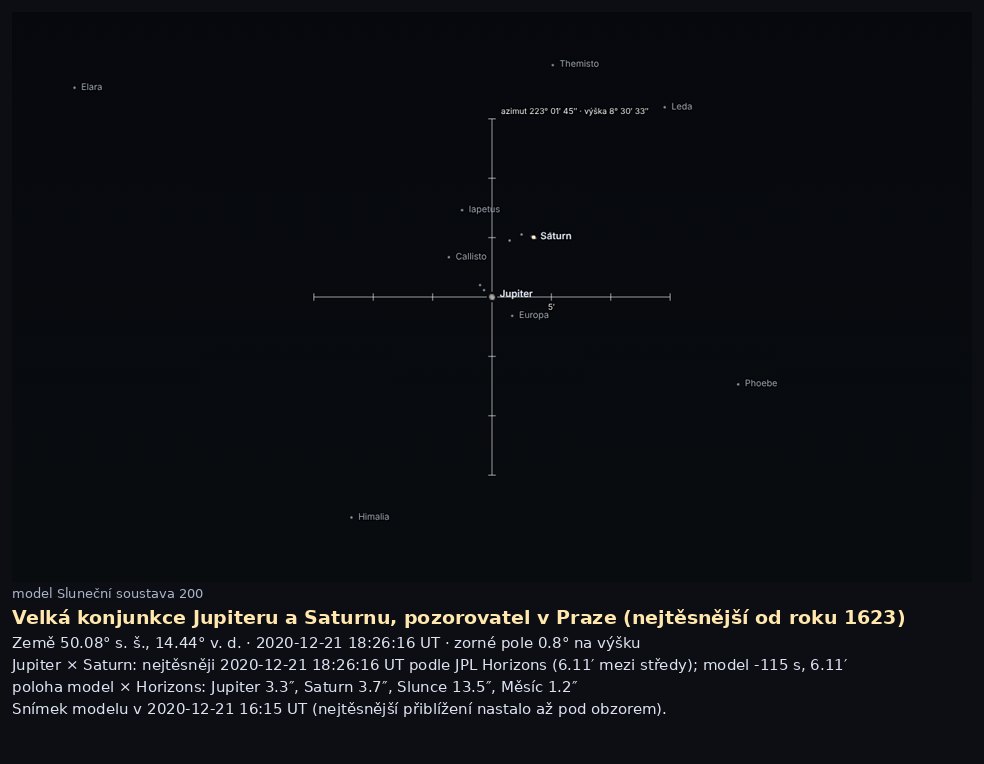 Themisto
Elara
Leda
azimut 223° 01′ 45″ · výška 8° 30′ 33″
Iapetus
Saturn
Callisto
Jupiter
5′
Europa
Phoebe
Himalia
model Sluneční soustava 200
Velká konjunkce Jupiteru a Saturnu, pozorovatel v Praze (nejtěsnější od roku 1623)
Země 50.08° s. š., 14.44° v. d. · 2020-12-21 18:26:16 UT · zorné pole 0.8° na výšku
Jupiter × Saturn: nejtěsněji 2020-12-21 18:26:16 UT podle JPL Horizons (6.11′ mezi středy); model -115 s, 6.11′
poloha model × Horizons: Jupiter 3.3″, Saturn 3.7″, Slunce 13.5″, Měsíc 1.2″
Snímek modelu v 2020-12-21 16:15 UT (nejtěsnější přiblížení nastalo až pod obzorem).